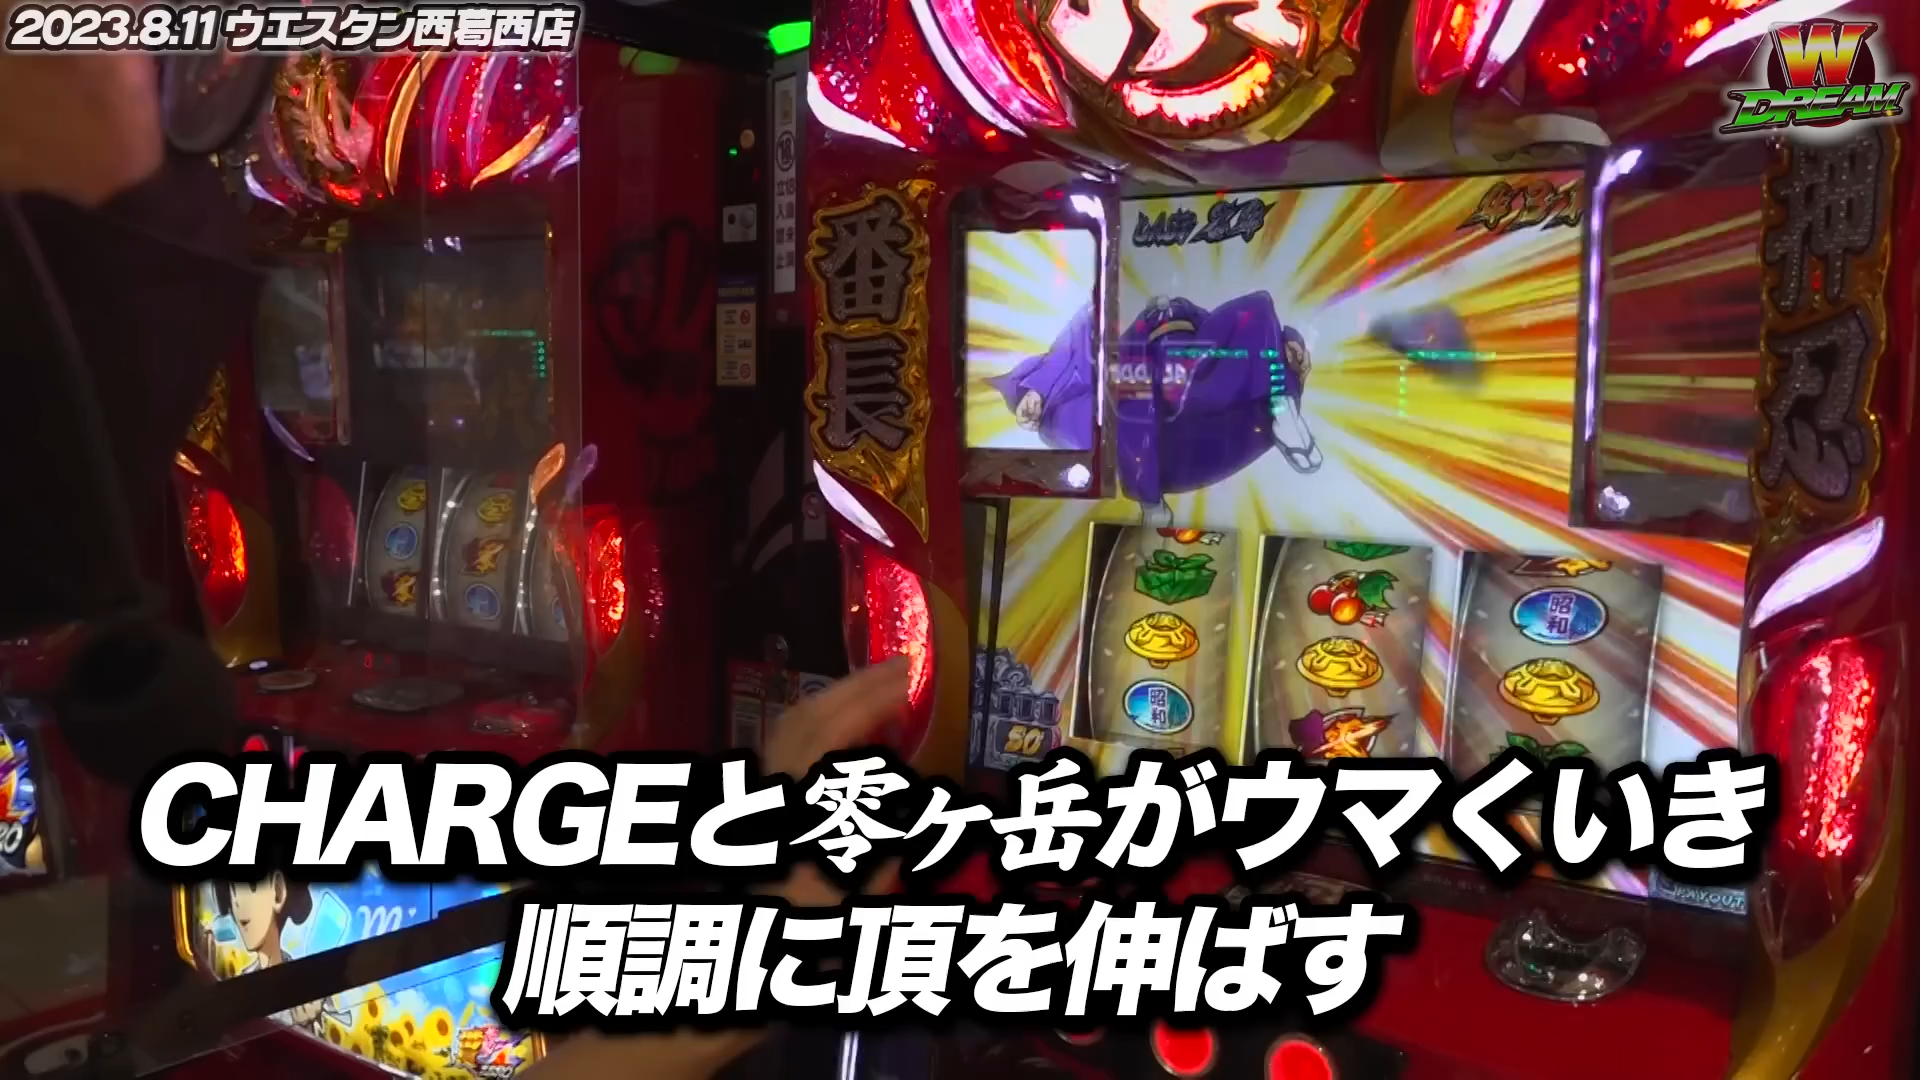 2023.8.11 ウエスタン西葛西店
W
DREAM
番長
押忍
昭和
昭和
50
CHARGEと零ヶ岳がウマくいき
順調に頂を伸ばす
PAYOUT